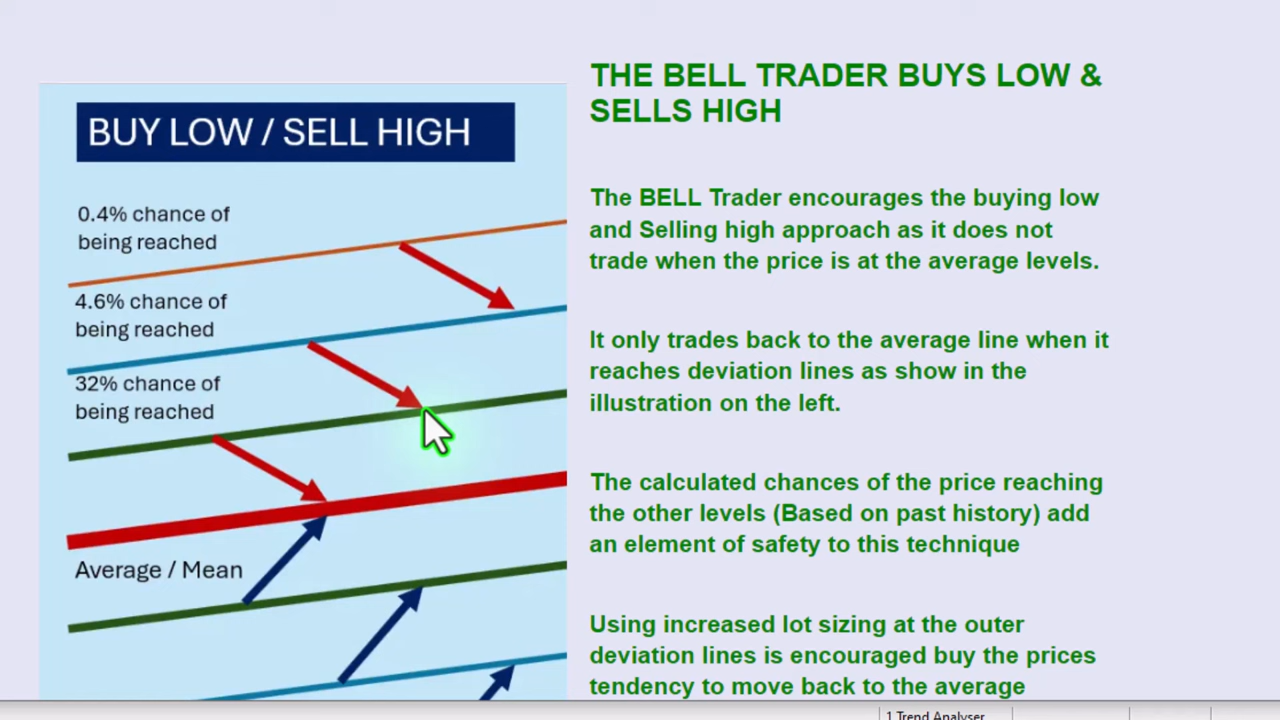 BUY LOW / SELL HIGH
0.4% chance of
being reached
4.6% chance of
being reached
32% chance of
being reached
Average / Mean
THE BELL TRADER BUYS LOW &
SELLS HIGH
The BELL Trader encourages the buying low
and Selling high approach as it does not
trade when the price is at the average levels.
It only trades back to the average line when it
reaches deviation lines as show in the
illustration on the left.
The calculated chances of the price reaching
the other levels (Based on past history) add
an element of safety to this technique
Using increased lot sizing at the outer
deviation lines is encouraged buy the prices
tendency to move back to the average
1 Trend Analyser